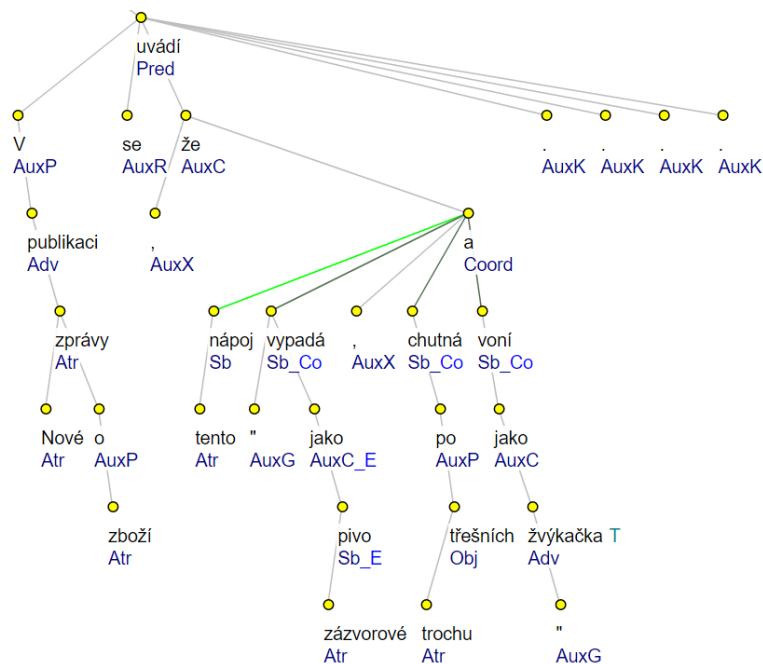 uvádí
Pred
V se že . . . .
AuxP AuxR AuxC AuxK AuxK AuxK AuxK
publikaci , a
Adv AuxX Coord
zprávy nápoj vypadá , chutná voní
Atr Sb Sb_Co AuxX Sb_Co Sb_Co
Nové o tento " jako po jako
Atr AuxP Atr AuxG AuxC_E AuxP AuxC
zboží pivo třešních žvýkačka T
Atr Sb_E Obj Adv
zázvorové trochu "
Atr Atr AuxG